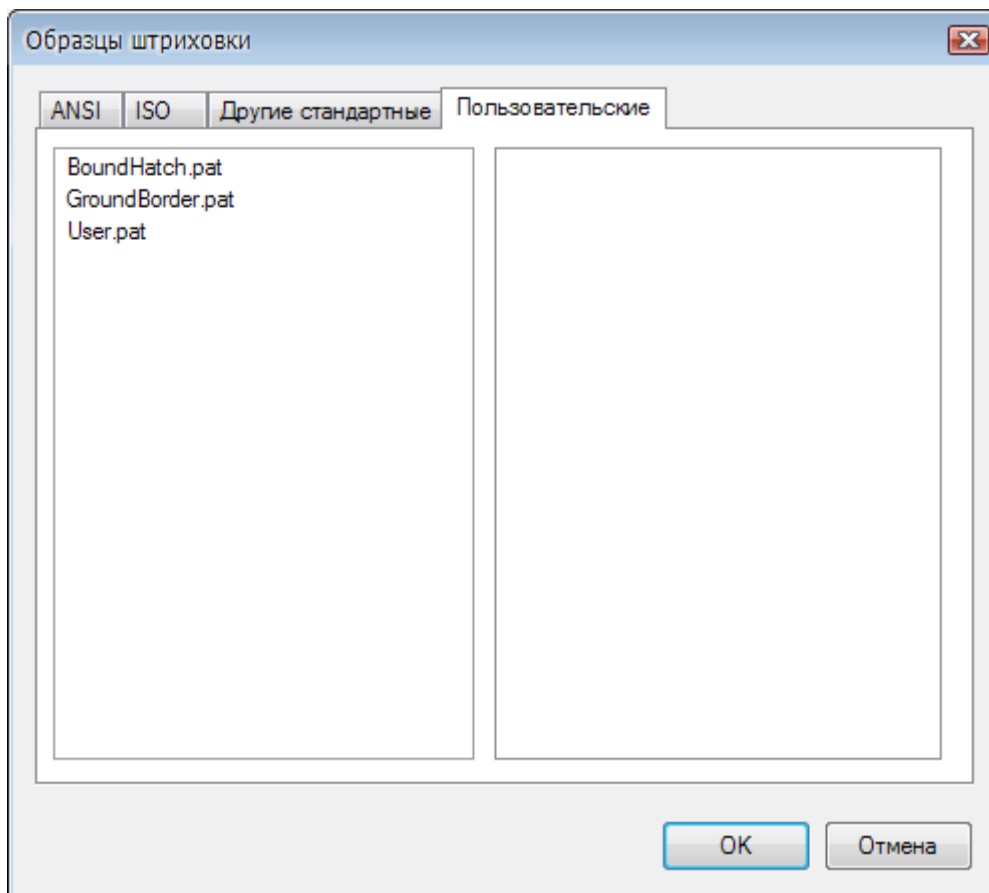 Образцы штриховки
ANSI ISO Другие стандартные Пользовательские
BoundHatch.pat
GroundBorder.pat
User.pat
OK Отмена